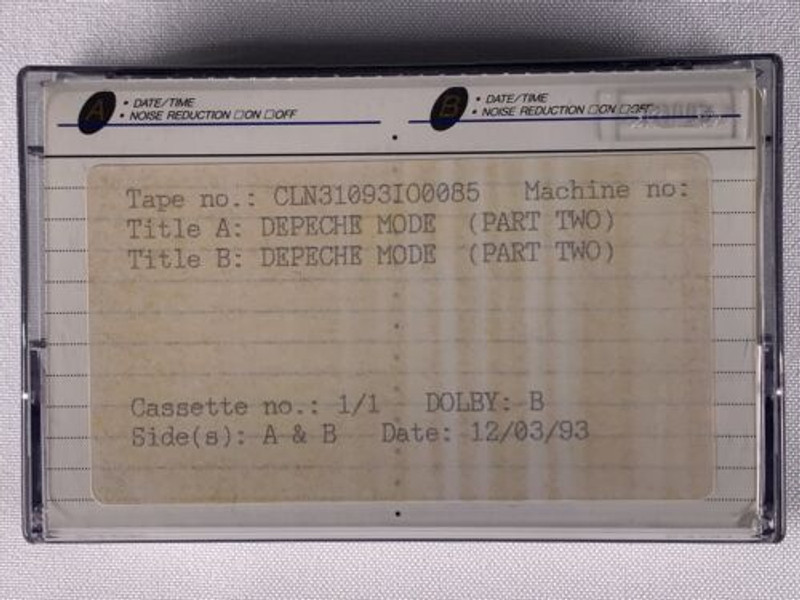 A • DATE/TIME
• NOISE REDUCTION □ON □OFF
B • DATE/TIME
• NOISE REDUCTION □ON □OFF
Tape no.: CLN31093IO0085 Machine no:
Title A: DEPECHE MODE (PART TWO)
Title B: DEPECHE MODE (PART TWO)
Cassette no.: 1/1 DOLBY: B
Side(s): A & B Date: 12/03/93